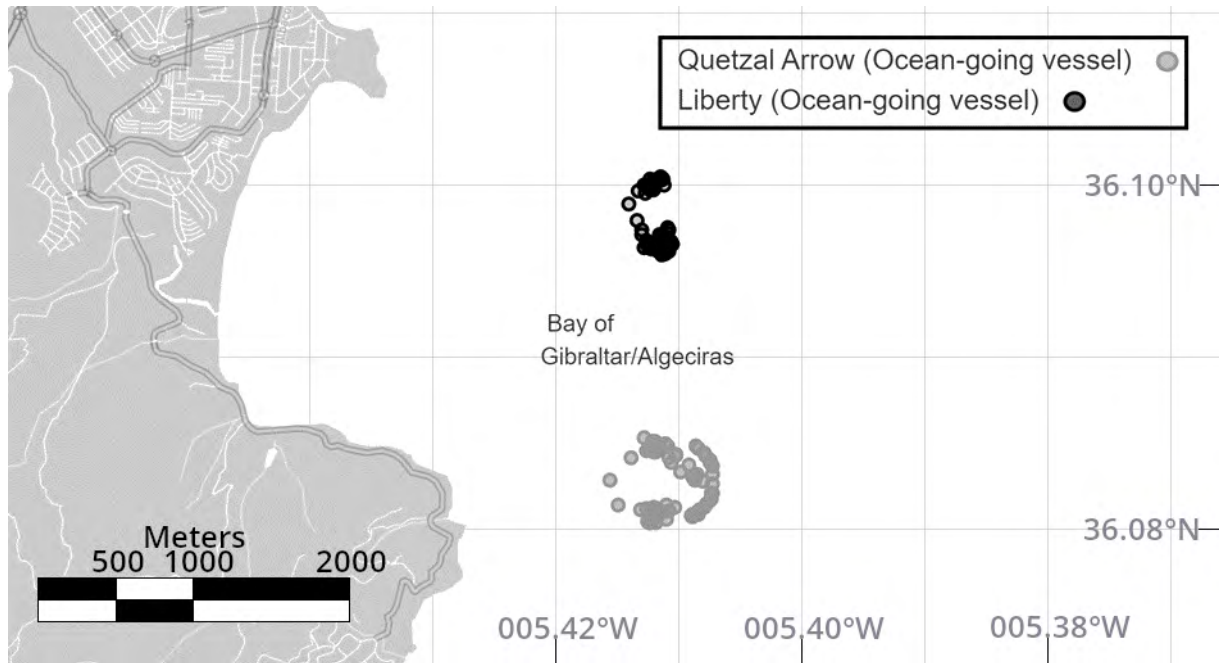 Quetzal Arrow (Ocean-going vessel)
Liberty (Ocean-going vessel)
36.10°N
Bay of
Gibraltar/Algeciras
36.08°N
Meters
500 1000 2000
005.42°W 005.40°W 005.38°W